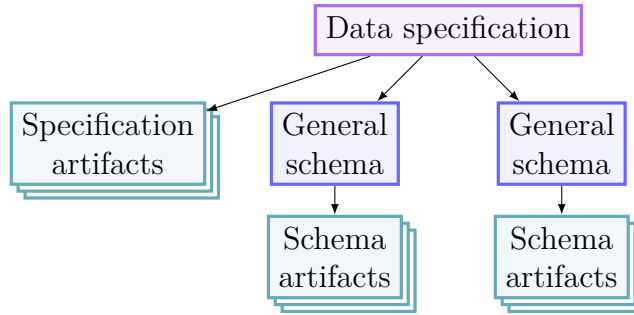 Data specification
Specification
artifacts
General
schema
General
schema
Schema
artifacts
Schema
artifacts